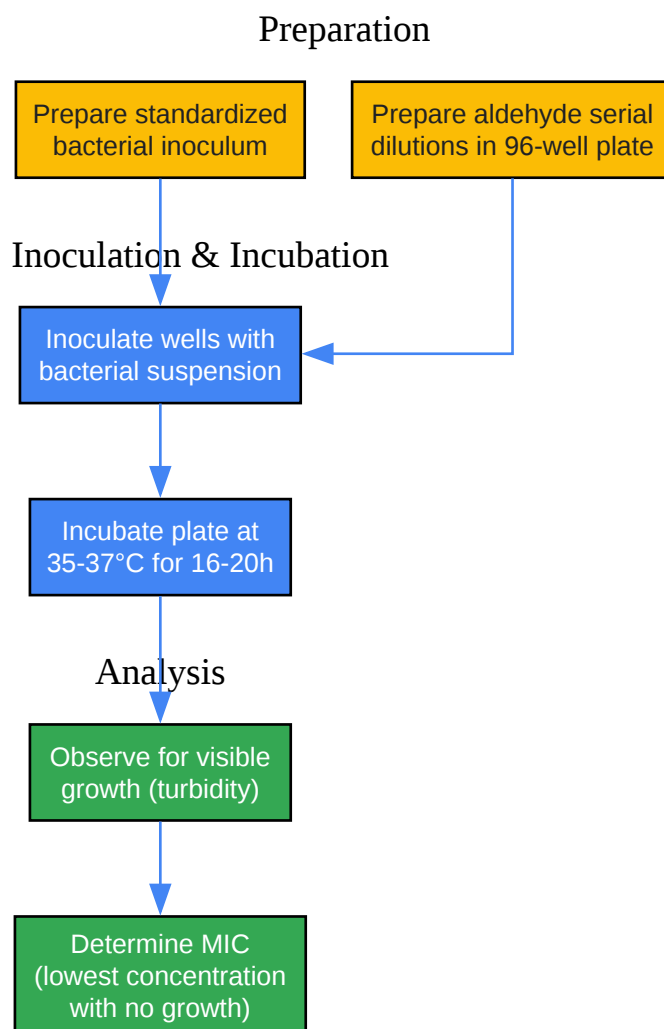 Preparation
Prepare standardized
bacterial inoculum
Prepare aldehyde serial
dilutions in 96-well plate
Inoculation & Incubation
Inoculate wells with
bacterial suspension
Incubate plate at
35-37°C for 16-20h
Analysis
Observe for visible
growth (turbidity)
Determine MIC
(lowest concentration
with no growth)